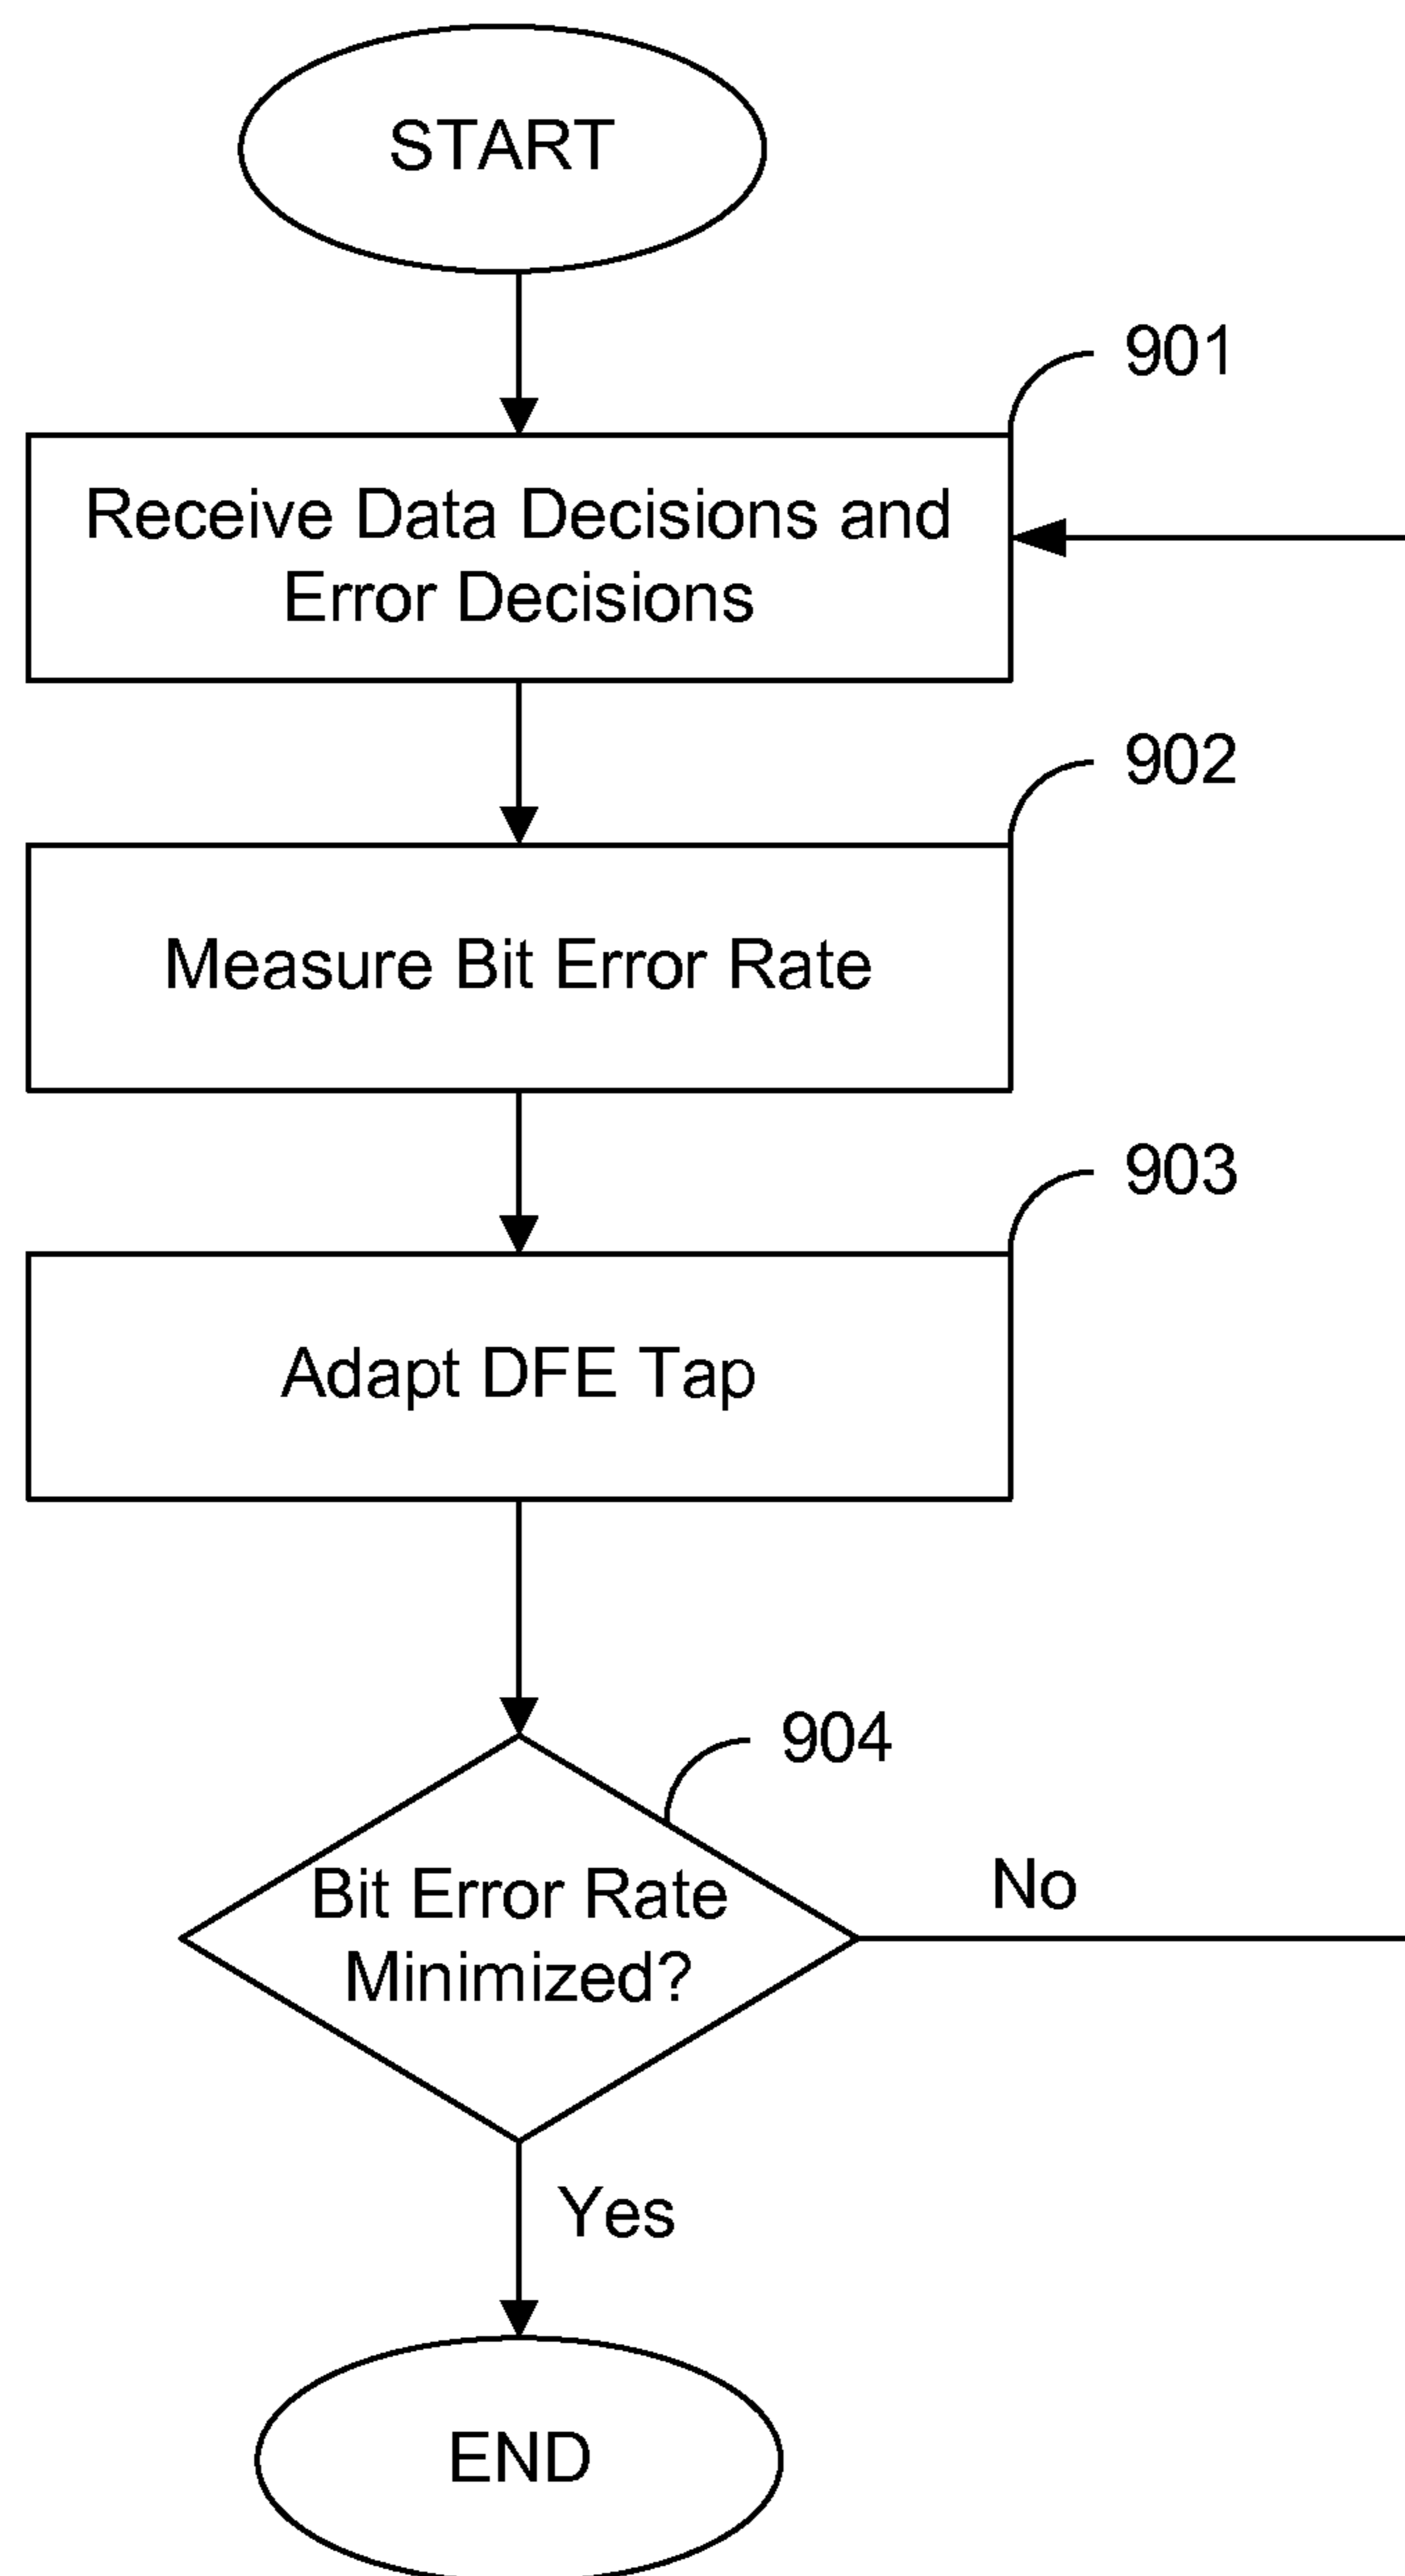 START
901
Receive Data Decisions and
Error Decisions
902
Measure Bit Error Rate
903
Adapt DFE Tap
904
Bit Error Rate
Minimized?
No
Yes
END